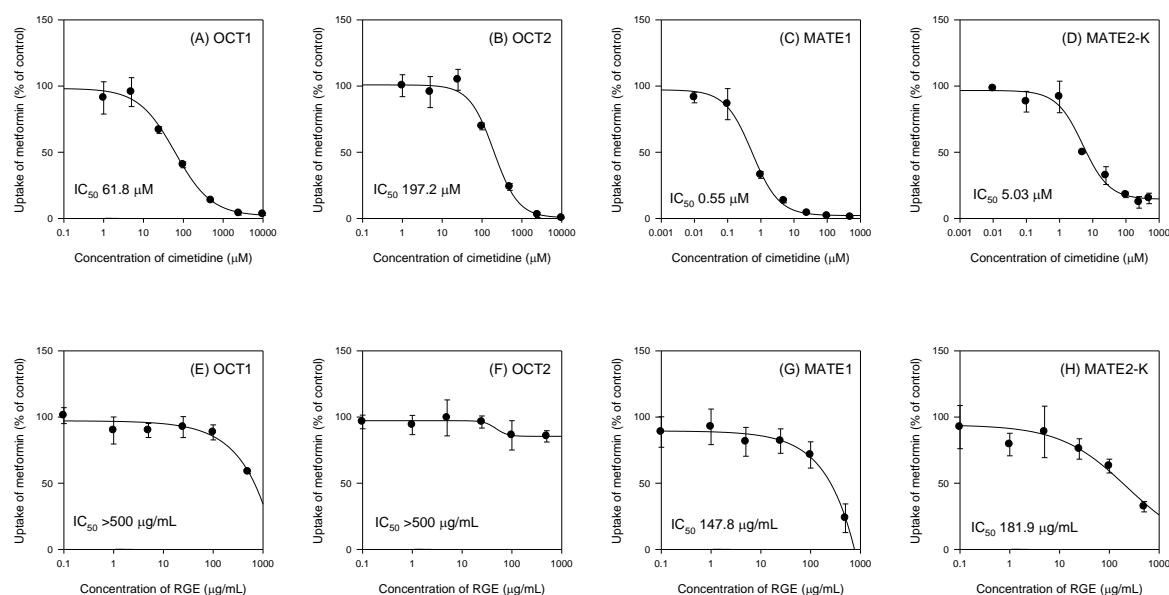 (A) OCT1
Uptake of metformin (% of control)
150
100
50
0
IC50 61.8 μM
0.1 1 10 100 1000 10000
Concentration of cimetidine (μM)
(B) OCT2
Uptake of metformin (% of control)
150
100
50
0
IC50 197.2 μM
0.1 1 10 100 1000 10000
Concentration of cimetidine (μM)
(C) MATE1
Uptake of metformin (% of control)
150
100
50
0
IC50 0.55 μM
0.001 0.01 0.1 1 10 100 1000
Concentration of cimetidine (μM)
(D) MATE2-K
Uptake of metformin (% of control)
150
100
50
0
IC50 5.03 μM
0.001 0.01 0.1 1 10 100 1000
Concentration of cimetidine (μM)
(E) OCT1
Uptake of metformin (% of control)
150
100
50
0
IC50 >500 μg/mL
0.1 1 10 100 1000
Concentration of RGE (μg/mL)
(F) OCT2
Uptake of metformin (% of control)
150
100
50
0
IC50 >500 μg/mL
0.1 1 10 100 1000
Concentration of RGE (μg/mL)
(G) MATE1
Uptake of metformin (% of control)
150
100
50
0
IC50 147.8 μg/mL
0.1 1 10 100 1000
Concentration of RGE (μg/mL)
(H) MATE2-K
Uptake of metformin (% of control)
150
100
50
0
IC50 181.9 μg/mL
0.1 1 10 100 1000
Concentration of RGE (μg/mL)